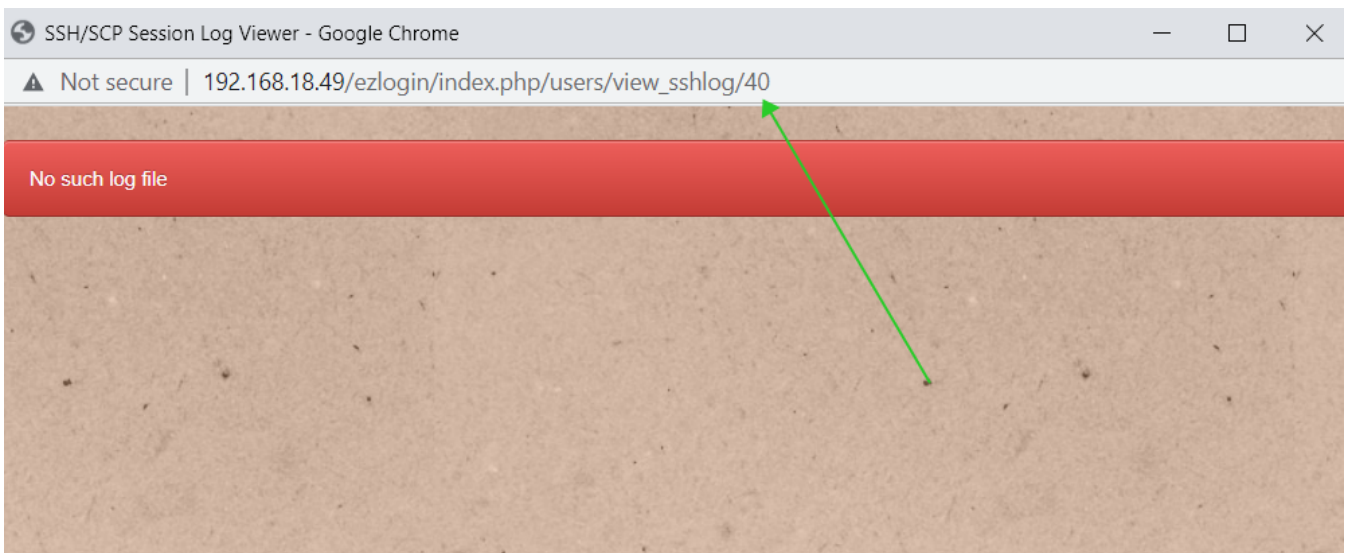 SSH/SCP Session Log Viewer - Google Chrome
Not secure | 192.168.18.49/ezlogin/index.php/users/view_sshlog/40
No such log file